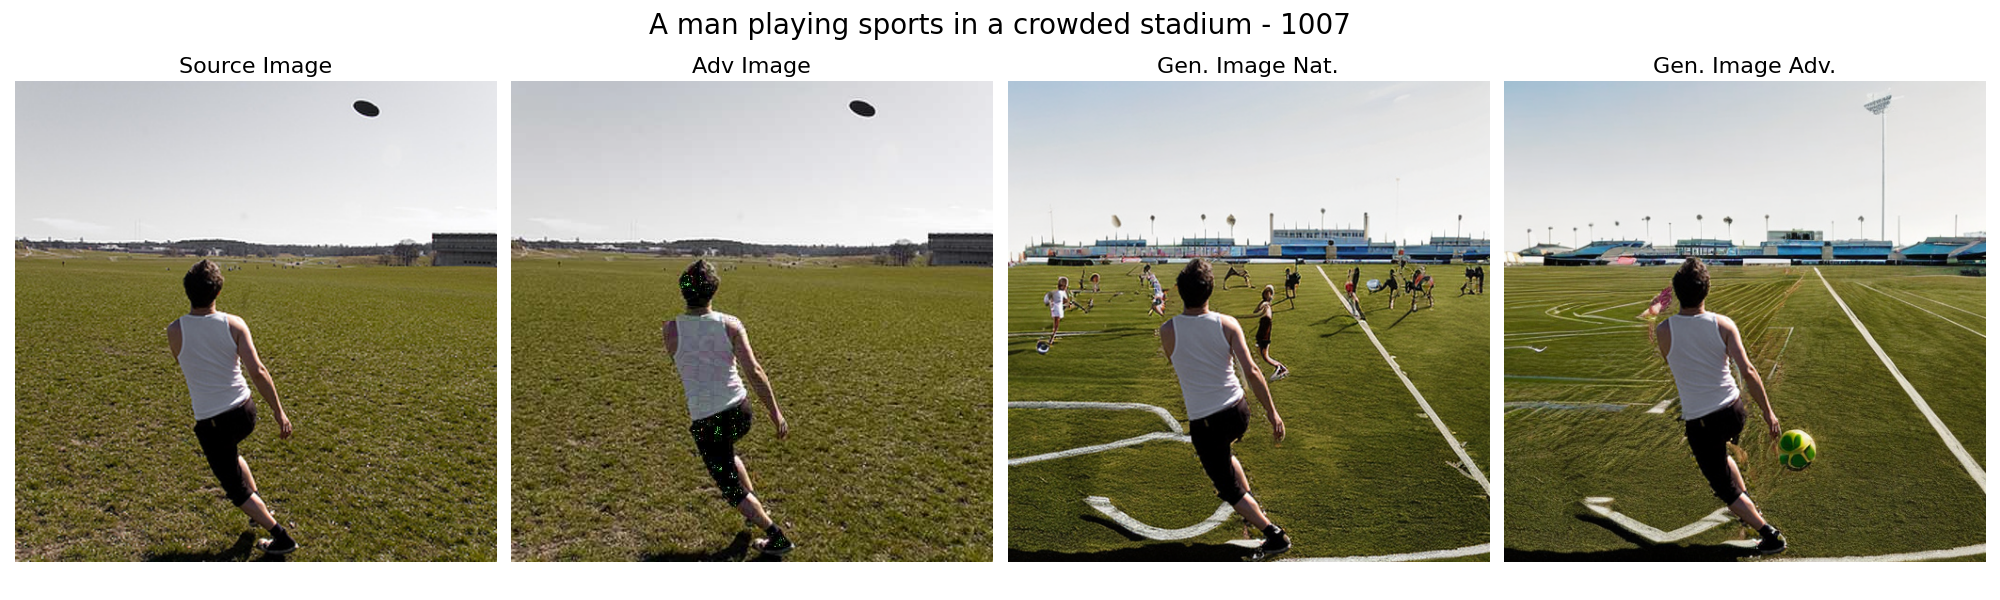 A man playing sports in a crowded stadium - 1007
Source Image
Adv Image
Gen. Image Nat.
Gen. Image Adv.